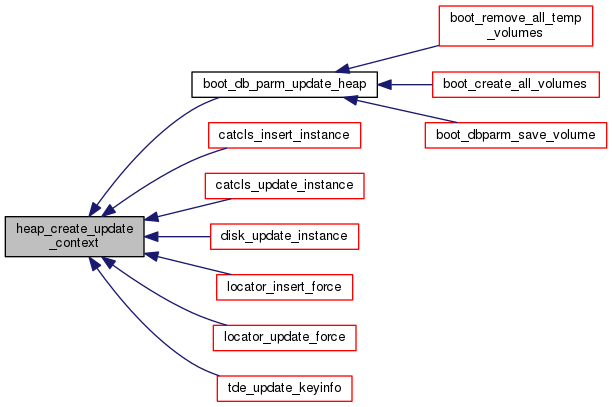 boot_remove_all_temp
_volumes
boot_db_parm_update_heap
boot_create_all_volumes
boot_dbparm_save_volume
catcls_insert_instance
catcls_update_instance
heap_create_update
_context
disk_update_instance
locator_insert_force
locator_update_force
tde_update_keyinfo